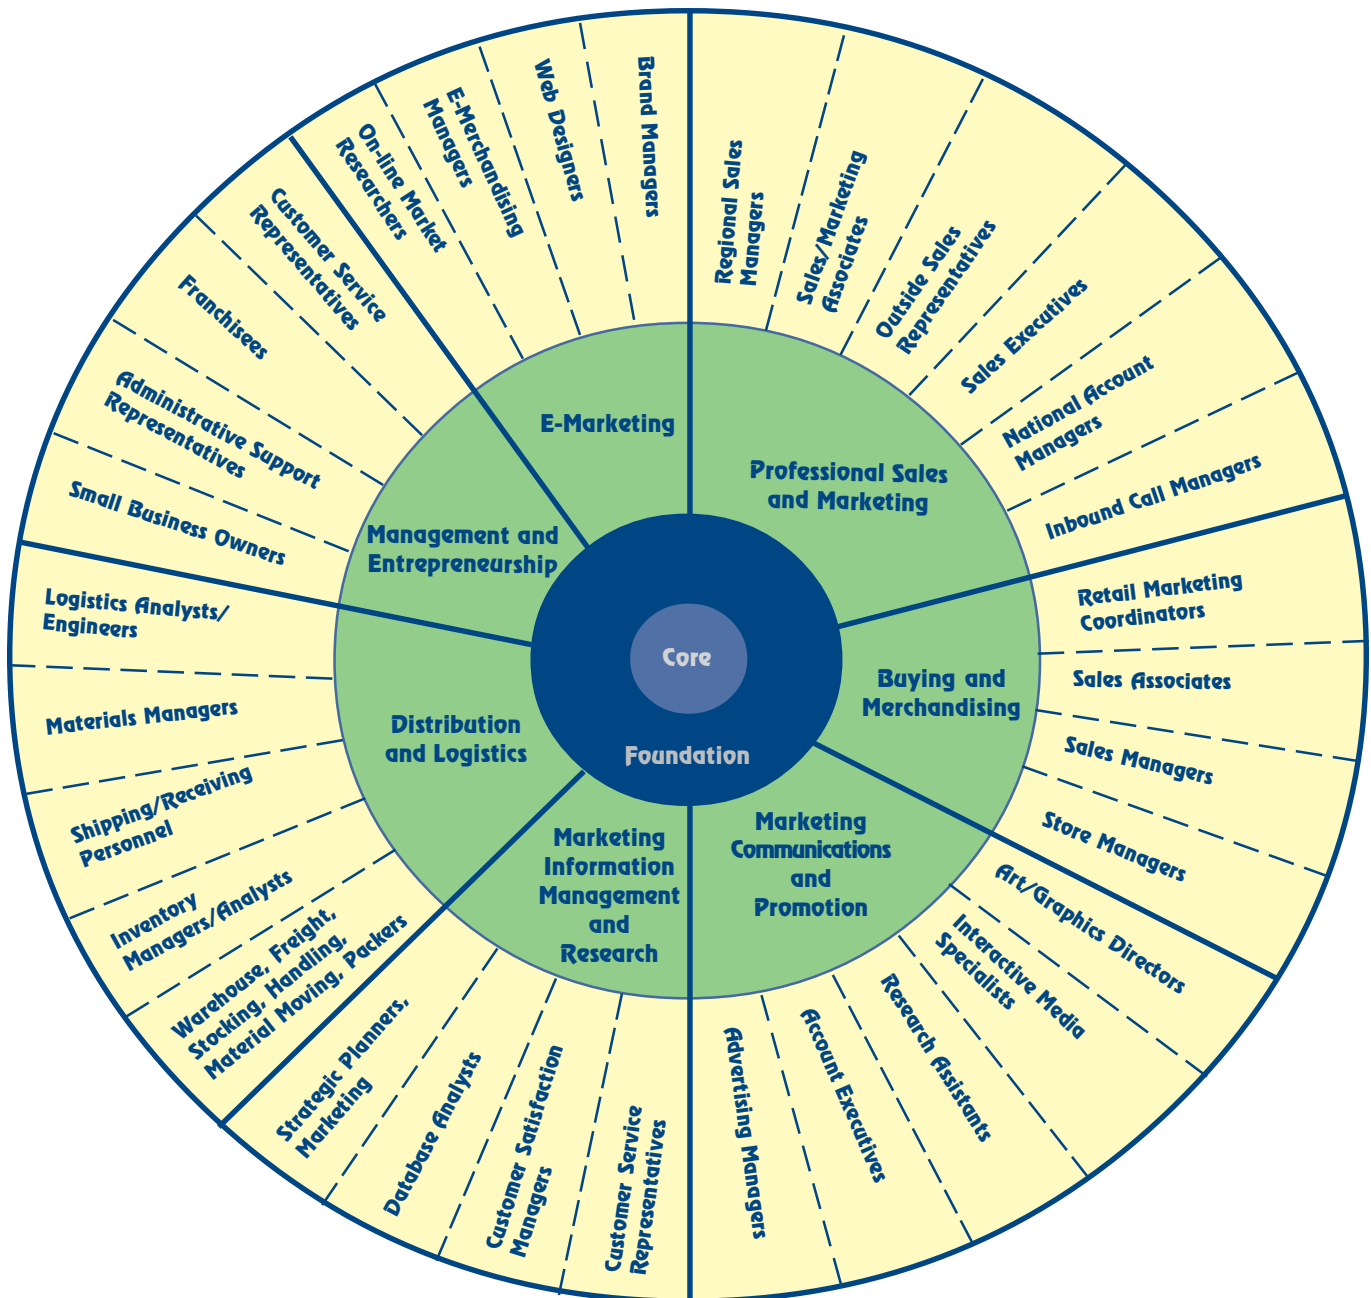 Brand Managers
Web Designers
E-Merchandising
Managers
On-line Market
Researchers
Customer Service
Representatives
Franchisees
Administrative Support
Representatives
Small Business Owners
Regional Sales
Managers
Sales/Marketing
Associates
Outside Sales
Representatives
Sales Executives
National Account
Managers
Inbound Call Managers
E-Marketing
Professional Sales
and Marketing
Management and
Entrepreneurship
Logistics Analysts/
Engineers
Materials Managers
Shipping/Receiving
Personnel
Inventory
Managers/Analysts
Warehouse, Freight,
Stocking, Handling,
Material Moving, Packers
Distribution
and Logistics
Core
Foundation
Buying and
Merchandising
Retail Marketing
Coordinators
Sales Associates
Sales Managers
Store Managers
Marketing
Information
Management
and
Research
Marketing
Communications
and
Promotion
Art/Graphics Directors
Interactive Media
Specialists
Research Assistants
Account Executives
Advertising Managers
Strategic Planners,
Marketing
Database Analysts
Customer Satisfaction
Managers
Customer Service
Representatives